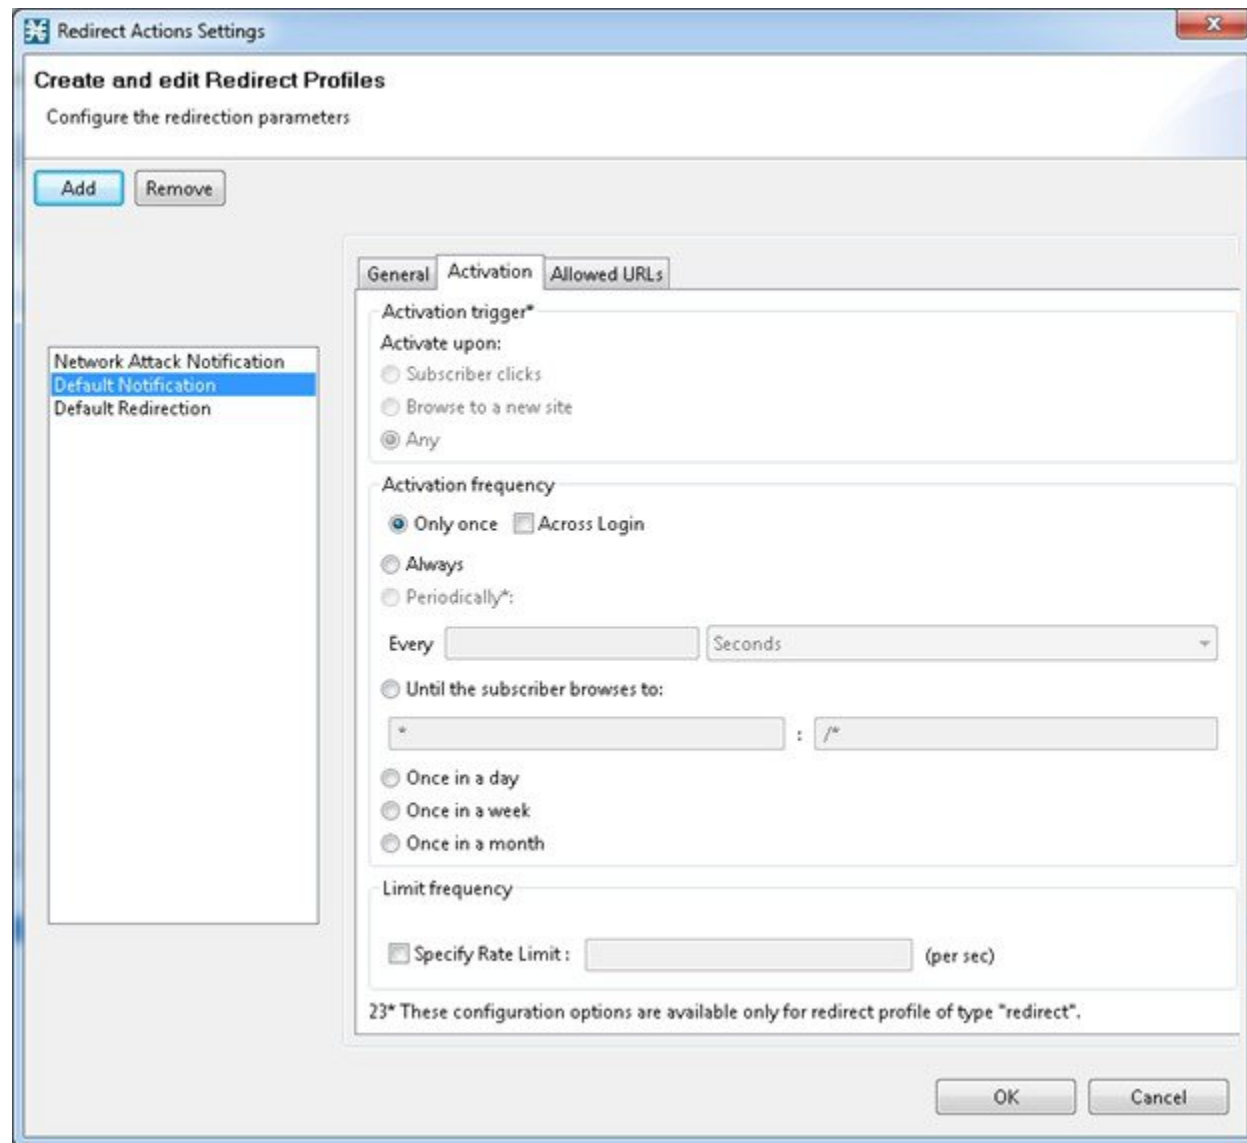 Redirect Actions Settings
Create and edit Redirect Profiles
Configure the redirection parameters
Add Remove
General Activation Allowed URLs
Network Attack Notification
Default Notification
Default Redirection
Activation trigger*
Activate upon:
Subscriber clicks
Browse to a new site
Any
Activation frequency
Only once Across Login
Always
Periodically*:
Every Seconds
Until the subscriber browses to:
* : /*
Once in a day
Once in a week
Once in a month
Limit frequency
Specify Rate Limit : (per sec)
23* These configuration options are available only for redirect profile of type "redirect".
OK Cancel